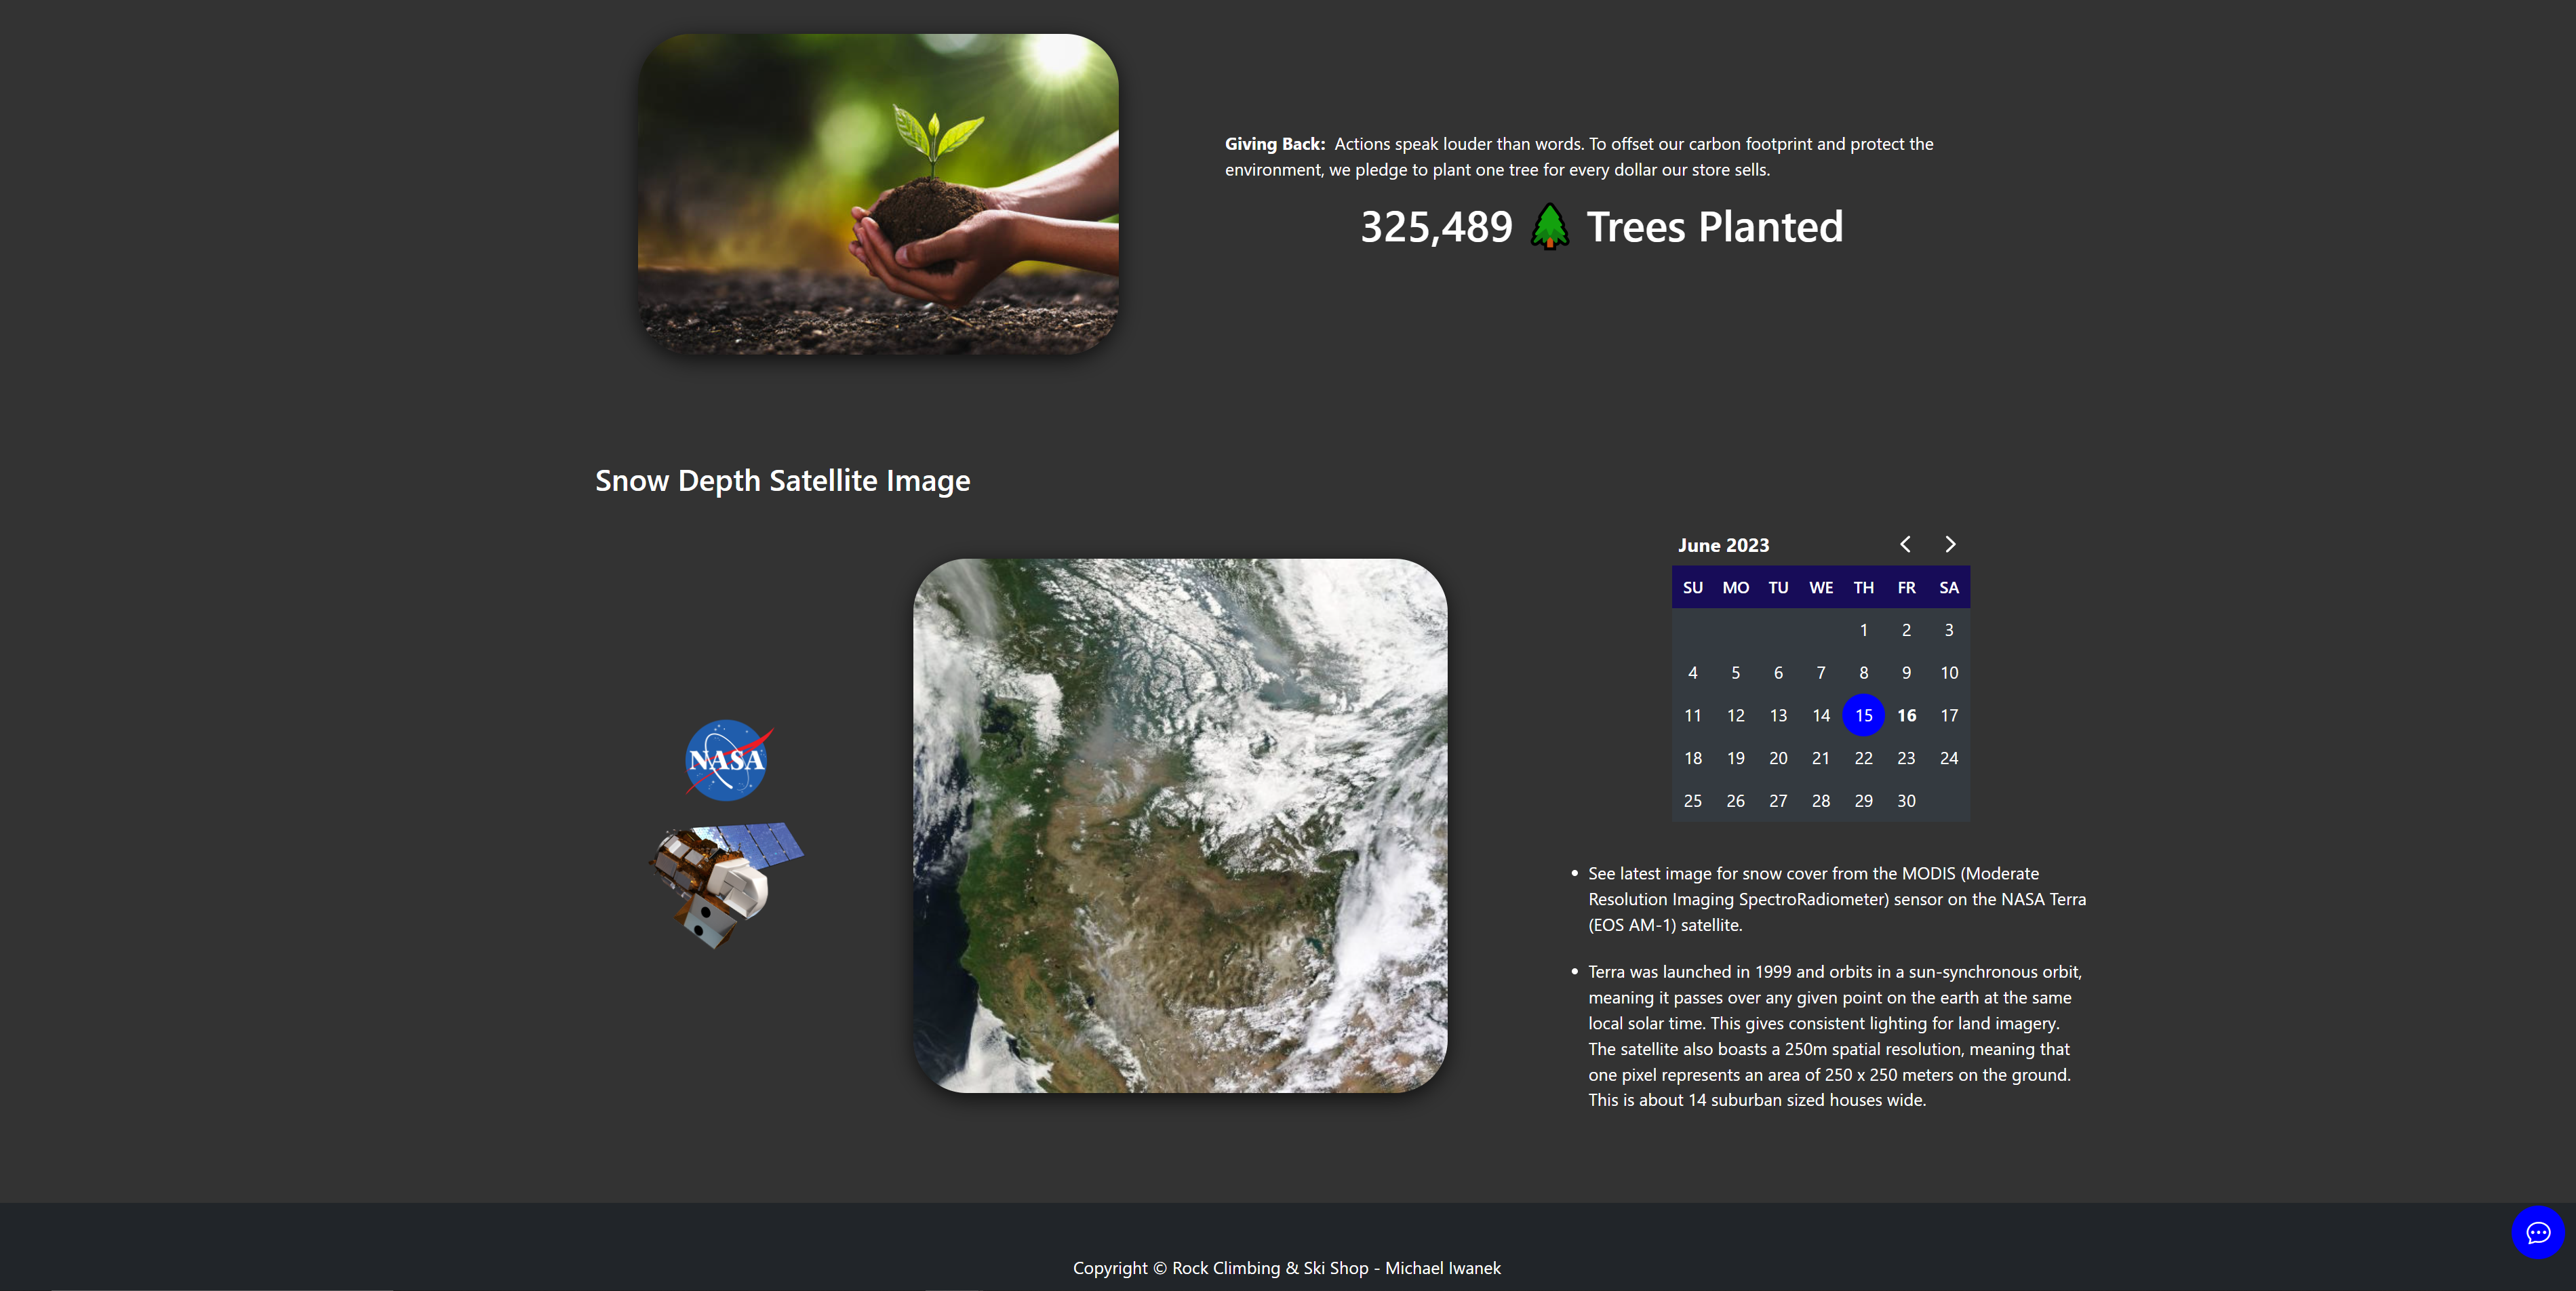 Giving Back: Actions speak louder than words. To offset our carbon footprint and protect the
environment, we pledge to plant one tree for every dollar our store sells.
325,489 🌲 Trees Planted
Snow Depth Satellite Image
NASA
June 2023
SU MO TU WE TH FR SA
1 2 3
4 5 6 7 8 9 10
11 12 13 14 15 16 17
18 19 20 21 22 23 24
25 26 27 28 29 30
• See latest image for snow cover from the MODIS (Moderate
Resolution Imaging SpectroRadiometer) sensor on the NASA Terra
(EOS AM-1) satellite.
• Terra was launched in 1999 and orbits in a sun-synchronous orbit,
meaning it passes over any given point on the earth at the same
local solar time. This gives consistent lighting for land imagery.
The satellite also boasts a 250m spatial resolution, meaning that
one pixel represents an area of 250 x 250 meters on the ground.
This is about 14 suburban sized houses wide.
Copyright © Rock Climbing & Ski Shop - Michael Iwanek